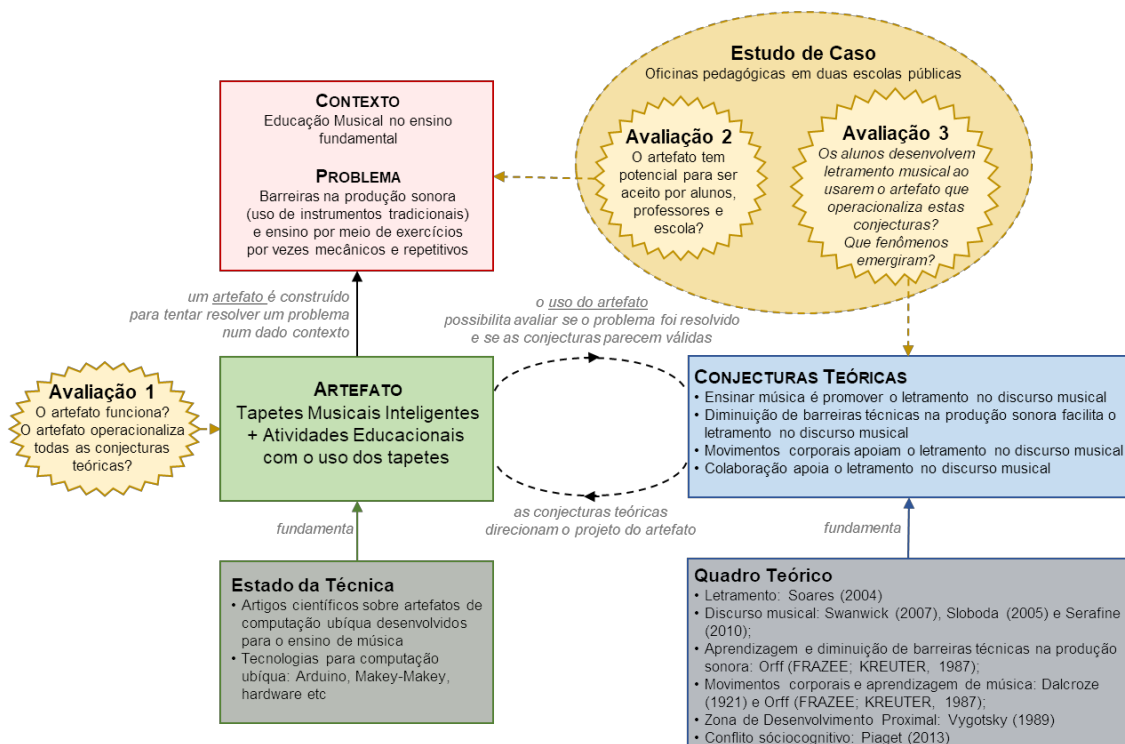 Estudo de Caso
Oficinas pedagógicas em duas escolas públicas
CONTEXTO
Educação Musical no ensino
fundamental
PROBLEMA
Barreiras na produção sonora
(uso de instrumentos tradicionais)
e ensino por meio de exercícios
por vezes mecânicos e repetitivos
Avaliação 2
O artefato tem
potencial para ser
aceito por alunos,
professores e
escola?
Avaliação 3
Os alunos desenvolvem
letramento musical ao
usarem o artefato que
operacionaliza estas
conjecturas?
Que fenômenos
emergiram?
um artefato é construído
para tentar resolver um problema
num dado contexto
o uso do artefato
possibilita avaliar se o problema foi resolvido
e se as conjecturas parecem válidas
Avaliação 1
O artefato funciona?
O artefato operacionaliza
todas as conjecturas
teóricas?
ARTEFATO
Tapetes Musicais Inteligentes
+ Atividades Educacionais
com o uso dos tapetes
CONJECTURAS TEÓRICAS
• Ensinar música é promover o letramento no discurso musical
• Diminuição de barreiras técnicas na produção sonora facilita o
letramento no discurso musical
• Movimentos corporais apoiam o letramento no discurso musical
• Colaboração apoia o letramento no discurso musical
as conjecturas teóricas
direcionam o projeto do artefato
fundamenta
fundamenta
Estado da Técnica
• Artigos científicos sobre artefatos de
computação ubíqua desenvolvidos
para o ensino de música
• Tecnologias para computação
ubíqua: Arduino, Makey-Makey,
hardware etc
Quadro Teórico
• Letramento: Soares (2004)
• Discurso musical: Swanwick (2007), Sloboda (2005) e Serafine
(2010);
• Aprendizagem e diminuição de barreiras técnicas na produção
sonora: Orff (FRAZEE; KREUTER, 1987);
• Movimentos corporais e aprendizagem de música: Dalcroze
(1921) e Orff (FRAZEE; KREUTER, 1987);
• Zona de Desenvolvimento Proximal: Vygotsky (1989)
• Conflito sóciocognitivo: Piaget (2013)